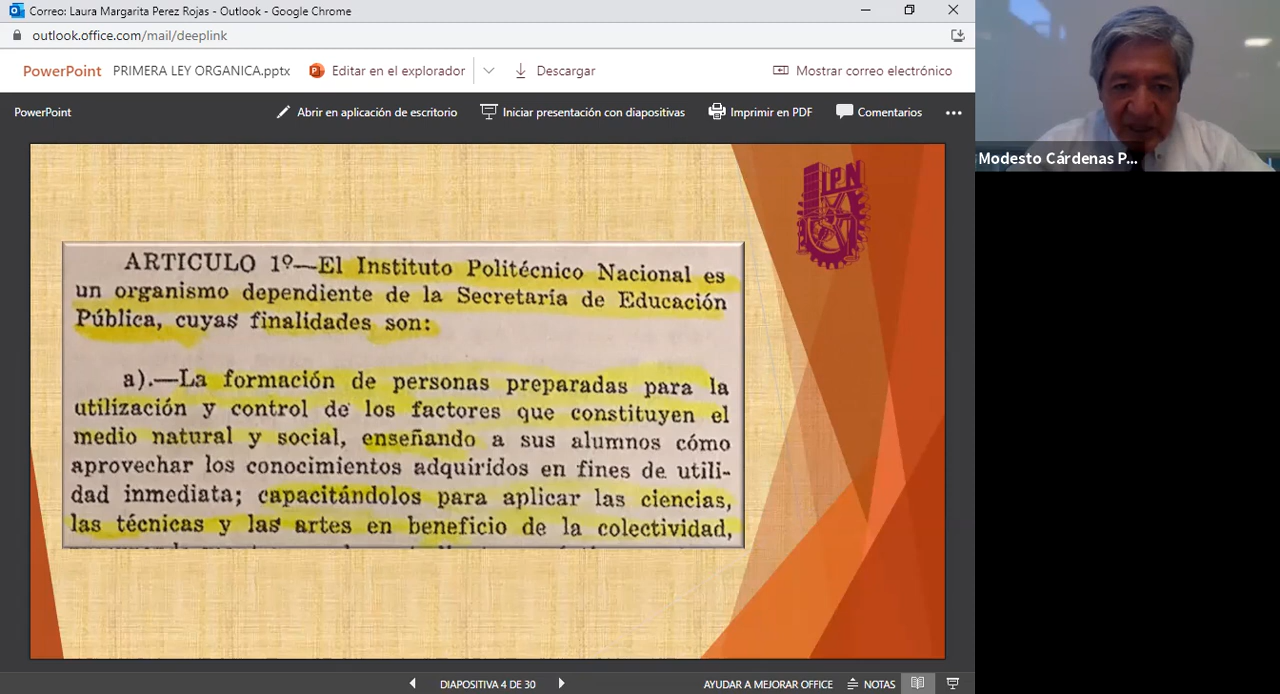 Correo: Laura Margarita Perez Rojas - Outlook - Google Chrome
outlook.office.com/mail/deeplink
PowerPoint PRIMERA LEY ORGANICA.pptx Editar en el explorador Descargar Mostrar correo electrónico
PowerPoint Abrir en aplicación de escritorio Iniciar presentación con diapositivas Imprimir en PDF Comentarios
IPN
ARTICULO 1º—El Instituto Politécnico Nacional es
un organismo dependiente de la Secretaría de Educación
Pública, cuyas finalidades son:
a).—La formación de personas preparadas para la
utilización y control de los factores que constituyen el
medio natural y social, enseñando a sus alumnos cómo
aprovechar los conocimientos adquiridos en fines de utili-
dad inmediata; capacitándolos para aplicar las ciencias,
las técnicas y las artes en beneficio de la colectividad,
DIAPOSITIVA 4 DE 30 AYUDAR A MEJORAR OFFICE NOTAS
Modesto Cárdenas P...